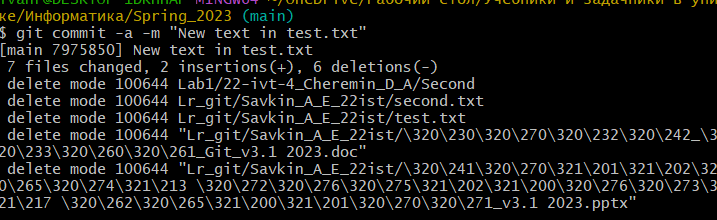 ке/Информатика/Spring_2023 (main)
$ git commit -a -m "New text in test.txt"
[main 7975850] New text in test.txt
 7 files changed, 2 insertions(+), 6 deletions(-)
 delete mode 100644 Lab1/22-ivt-4_Cheremin_D_A/Second
 delete mode 100644 Lr_git/Savkin_A_E_22ist/second.txt
 delete mode 100644 Lr_git/Savkin_A_E_22ist/test.txt
 delete mode 100644 "Lr_git/Savkin_A_E_22ist/\320\230\320\270\320\232\320\242_\3
20\233\320\260\320\261_Git_v3.1 2023.doc"
 delete mode 100644 "Lr_git/Savkin_A_E_22ist/\320\241\320\270\321\201\321\202\32
0\265\320\274\321\213 \320\272\320\276\320\275\321\202\321\200\320\276\320\273\3
21\217 \320\262\320\265\321\200\321\201\320\270\320\271_v3.1 2023.pptx"